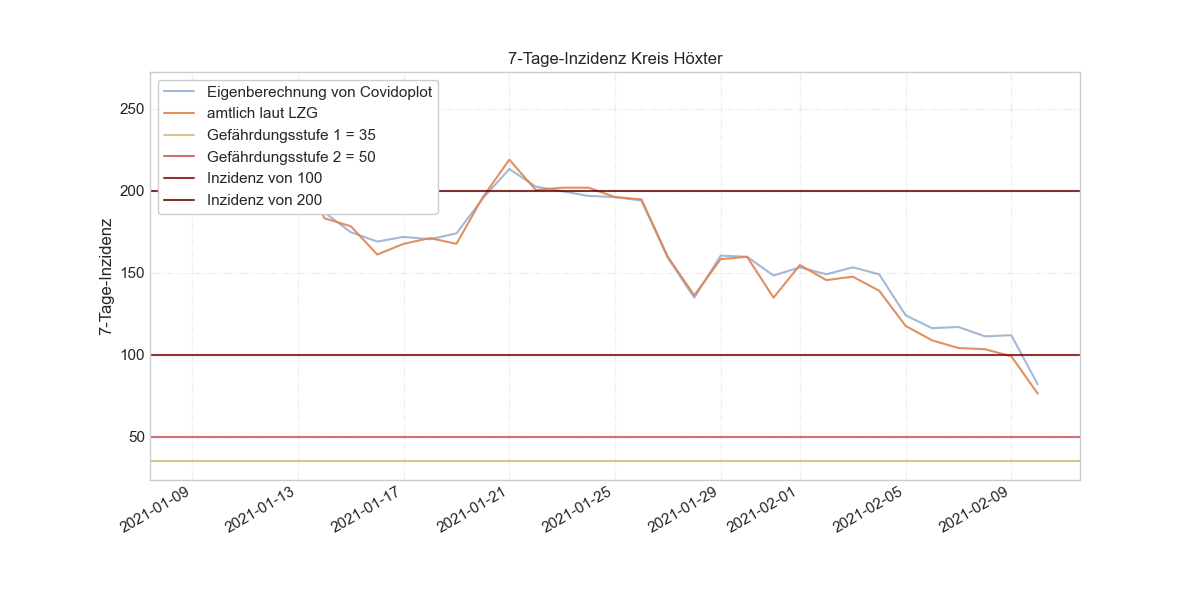 7-Tage-Inzidenz Kreis Höxter
Eigenberechnung von Covidoplot
amtlich laut LZG
Gefährdungsstufe 1 = 35
Gefährdungsstufe 2 = 50
Inzidenz von 100
Inzidenz von 200
7-Tage-Inzidenz
250
200
150
100
50
2021-01-09
2021-01-13
2021-01-17
2021-01-21
2021-01-25
2021-01-29
2021-02-01
2021-02-05
2021-02-09